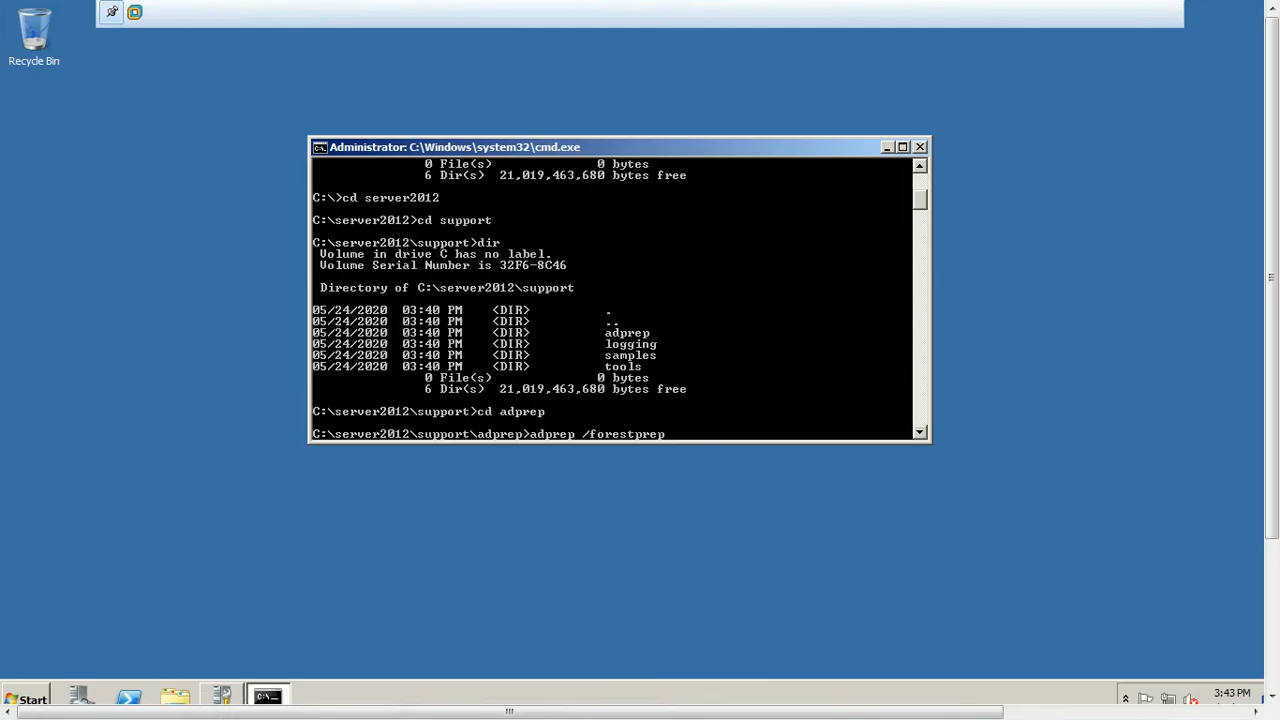 Recycle Bin
Administrator: C:\Windows\system32\cmd.exe
0 File(s) 0 bytes
6 Dir(s) 21,019,463,680 bytes free
C:\>cd server2012
C:\server2012>cd support
C:\server2012\support>dir
Volume in drive C has no label.
Volume Serial Number is 32F6-8C46
Directory of C:\server2012\support
05/24/2020 03:40 PM <DIR> .
05/24/2020 03:40 PM <DIR> ..
05/24/2020 03:40 PM <DIR> adprep
05/24/2020 03:40 PM <DIR> logging
05/24/2020 03:40 PM <DIR> samples
05/24/2020 03:40 PM <DIR> tools
0 File(s) 0 bytes
6 Dir(s) 21,019,463,680 bytes free
C:\server2012\support>cd adprep
C:\server2012\support\adprep>adprep /forestprep
Start
3:43 PM